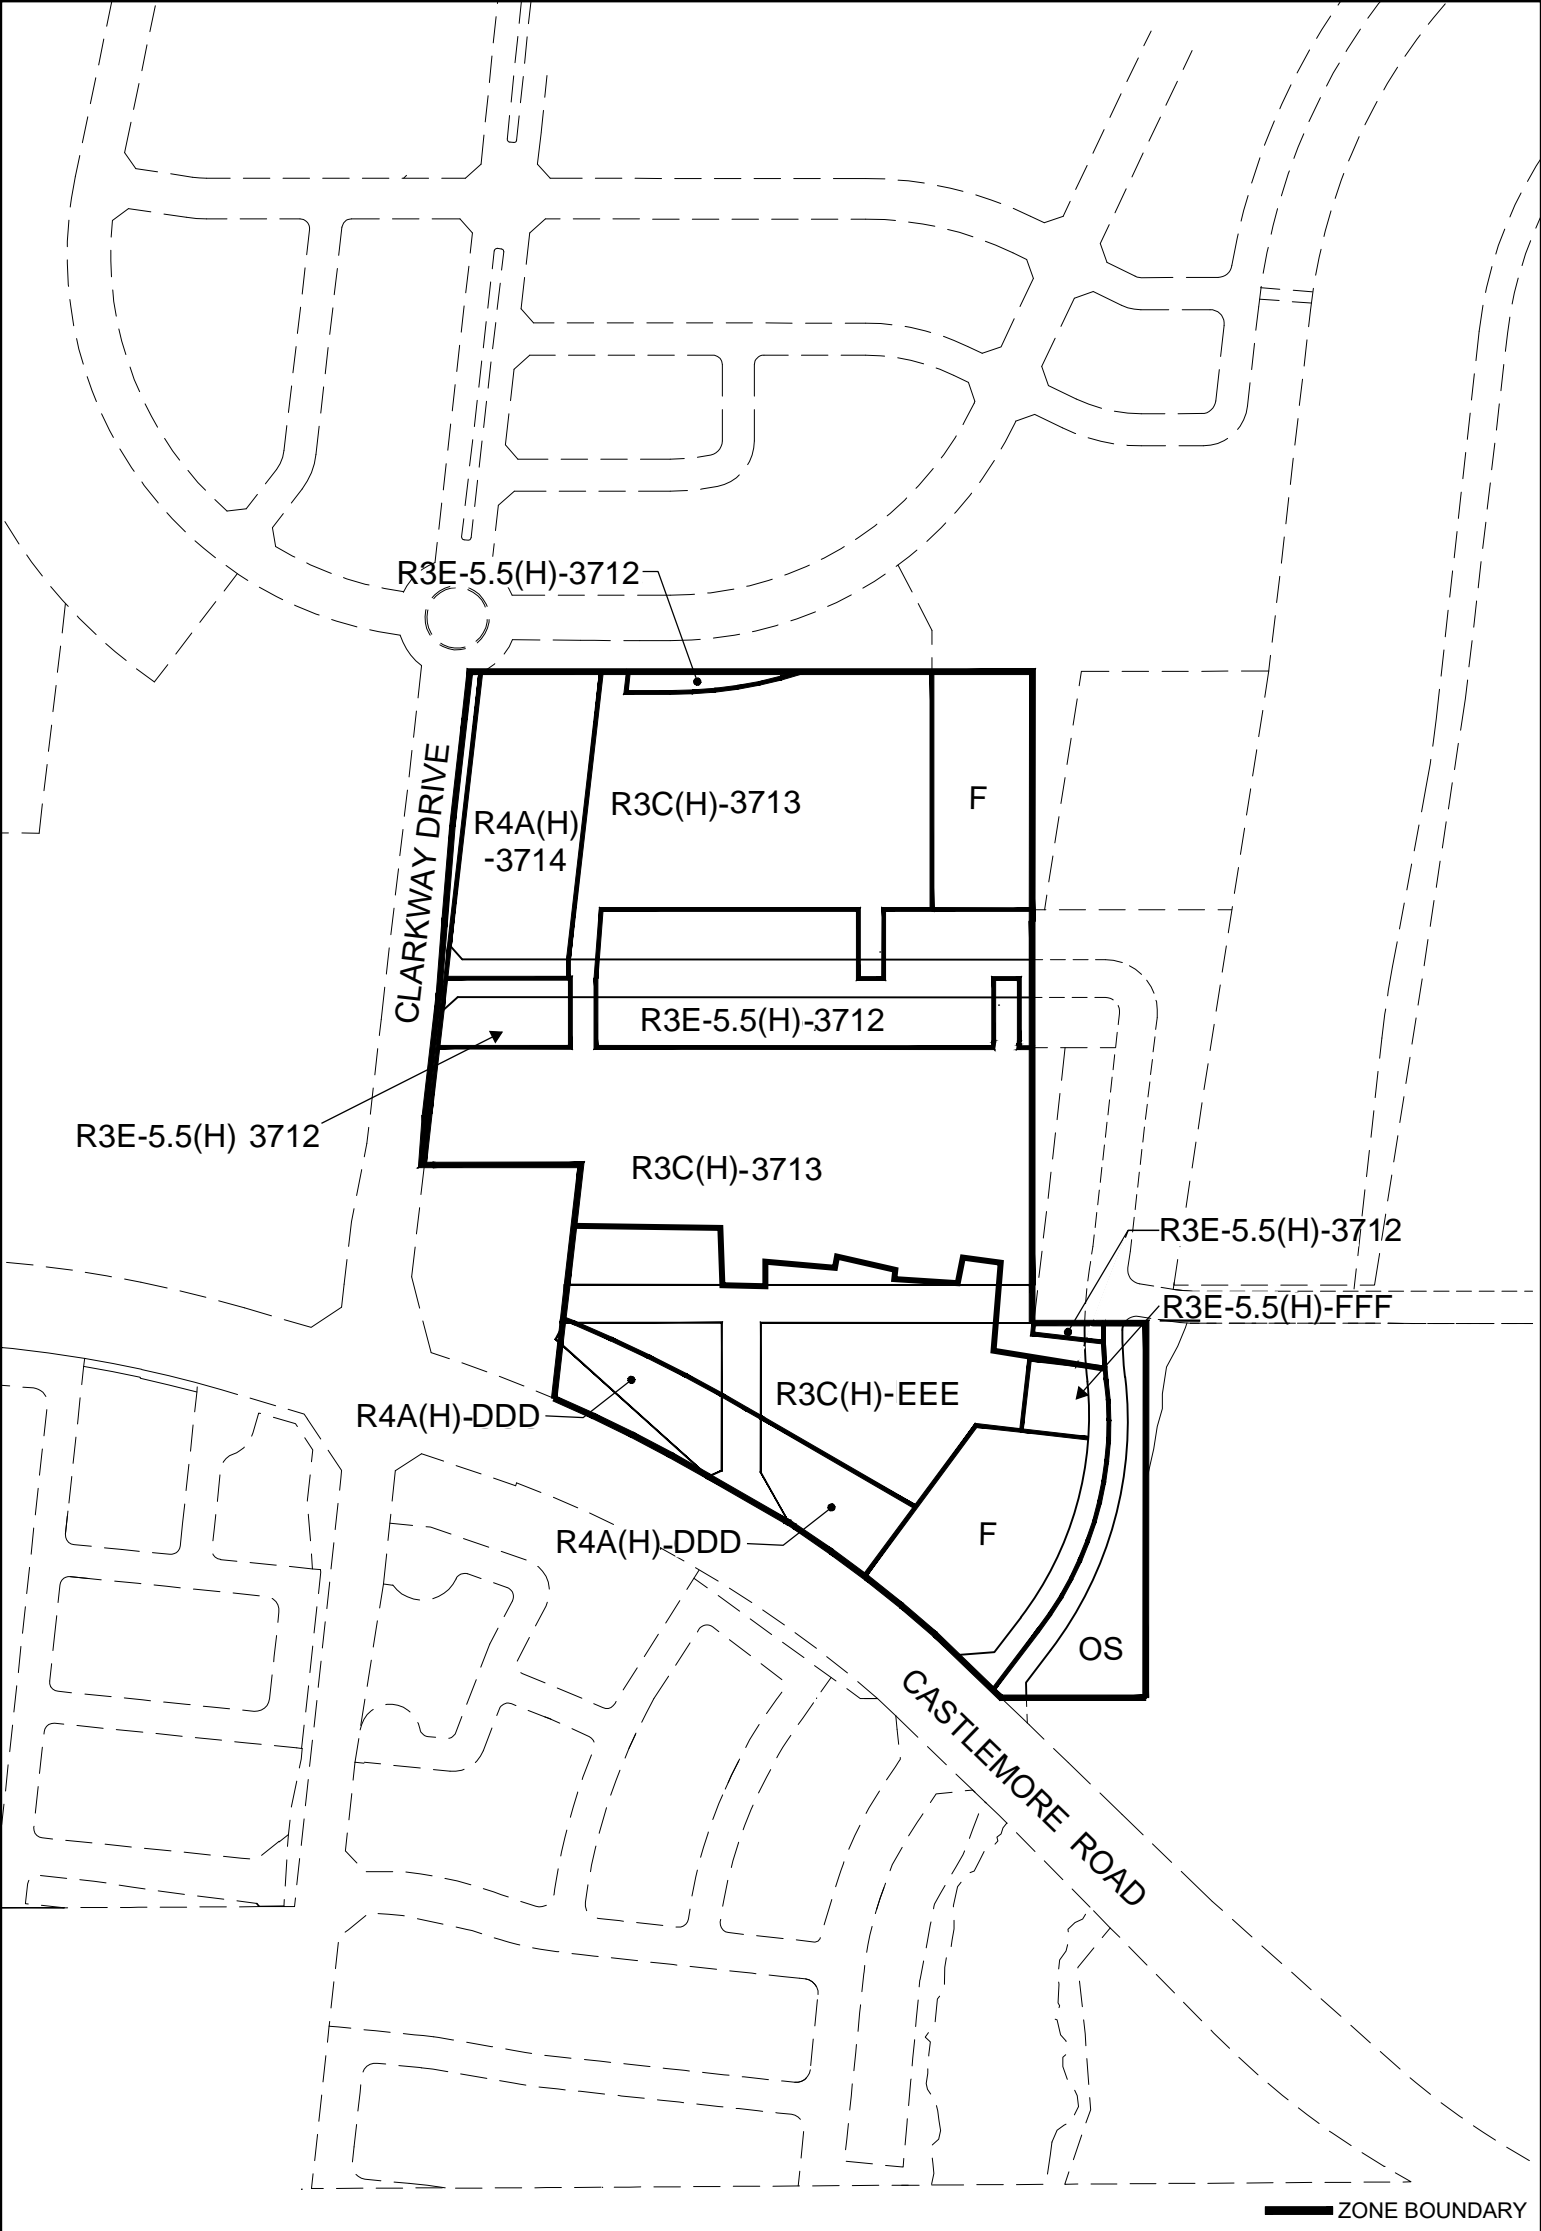 R3E-5.5(H)-3712
CLARKWAY DRIVE
R4A(H)
-3714
R3C(H)-3713
F
R3E-5.5(H)-3712
R3E-5.5(H) 3712
R3C(H)-3713
R3E-5.5(H)-3712
R3E-5.5(H)-FFF
R3C(H)-EEE
R4A(H)-DDD
R4A(H)-DDD
F
OS
CASTLEMORE ROAD
ZONE BOUNDARY